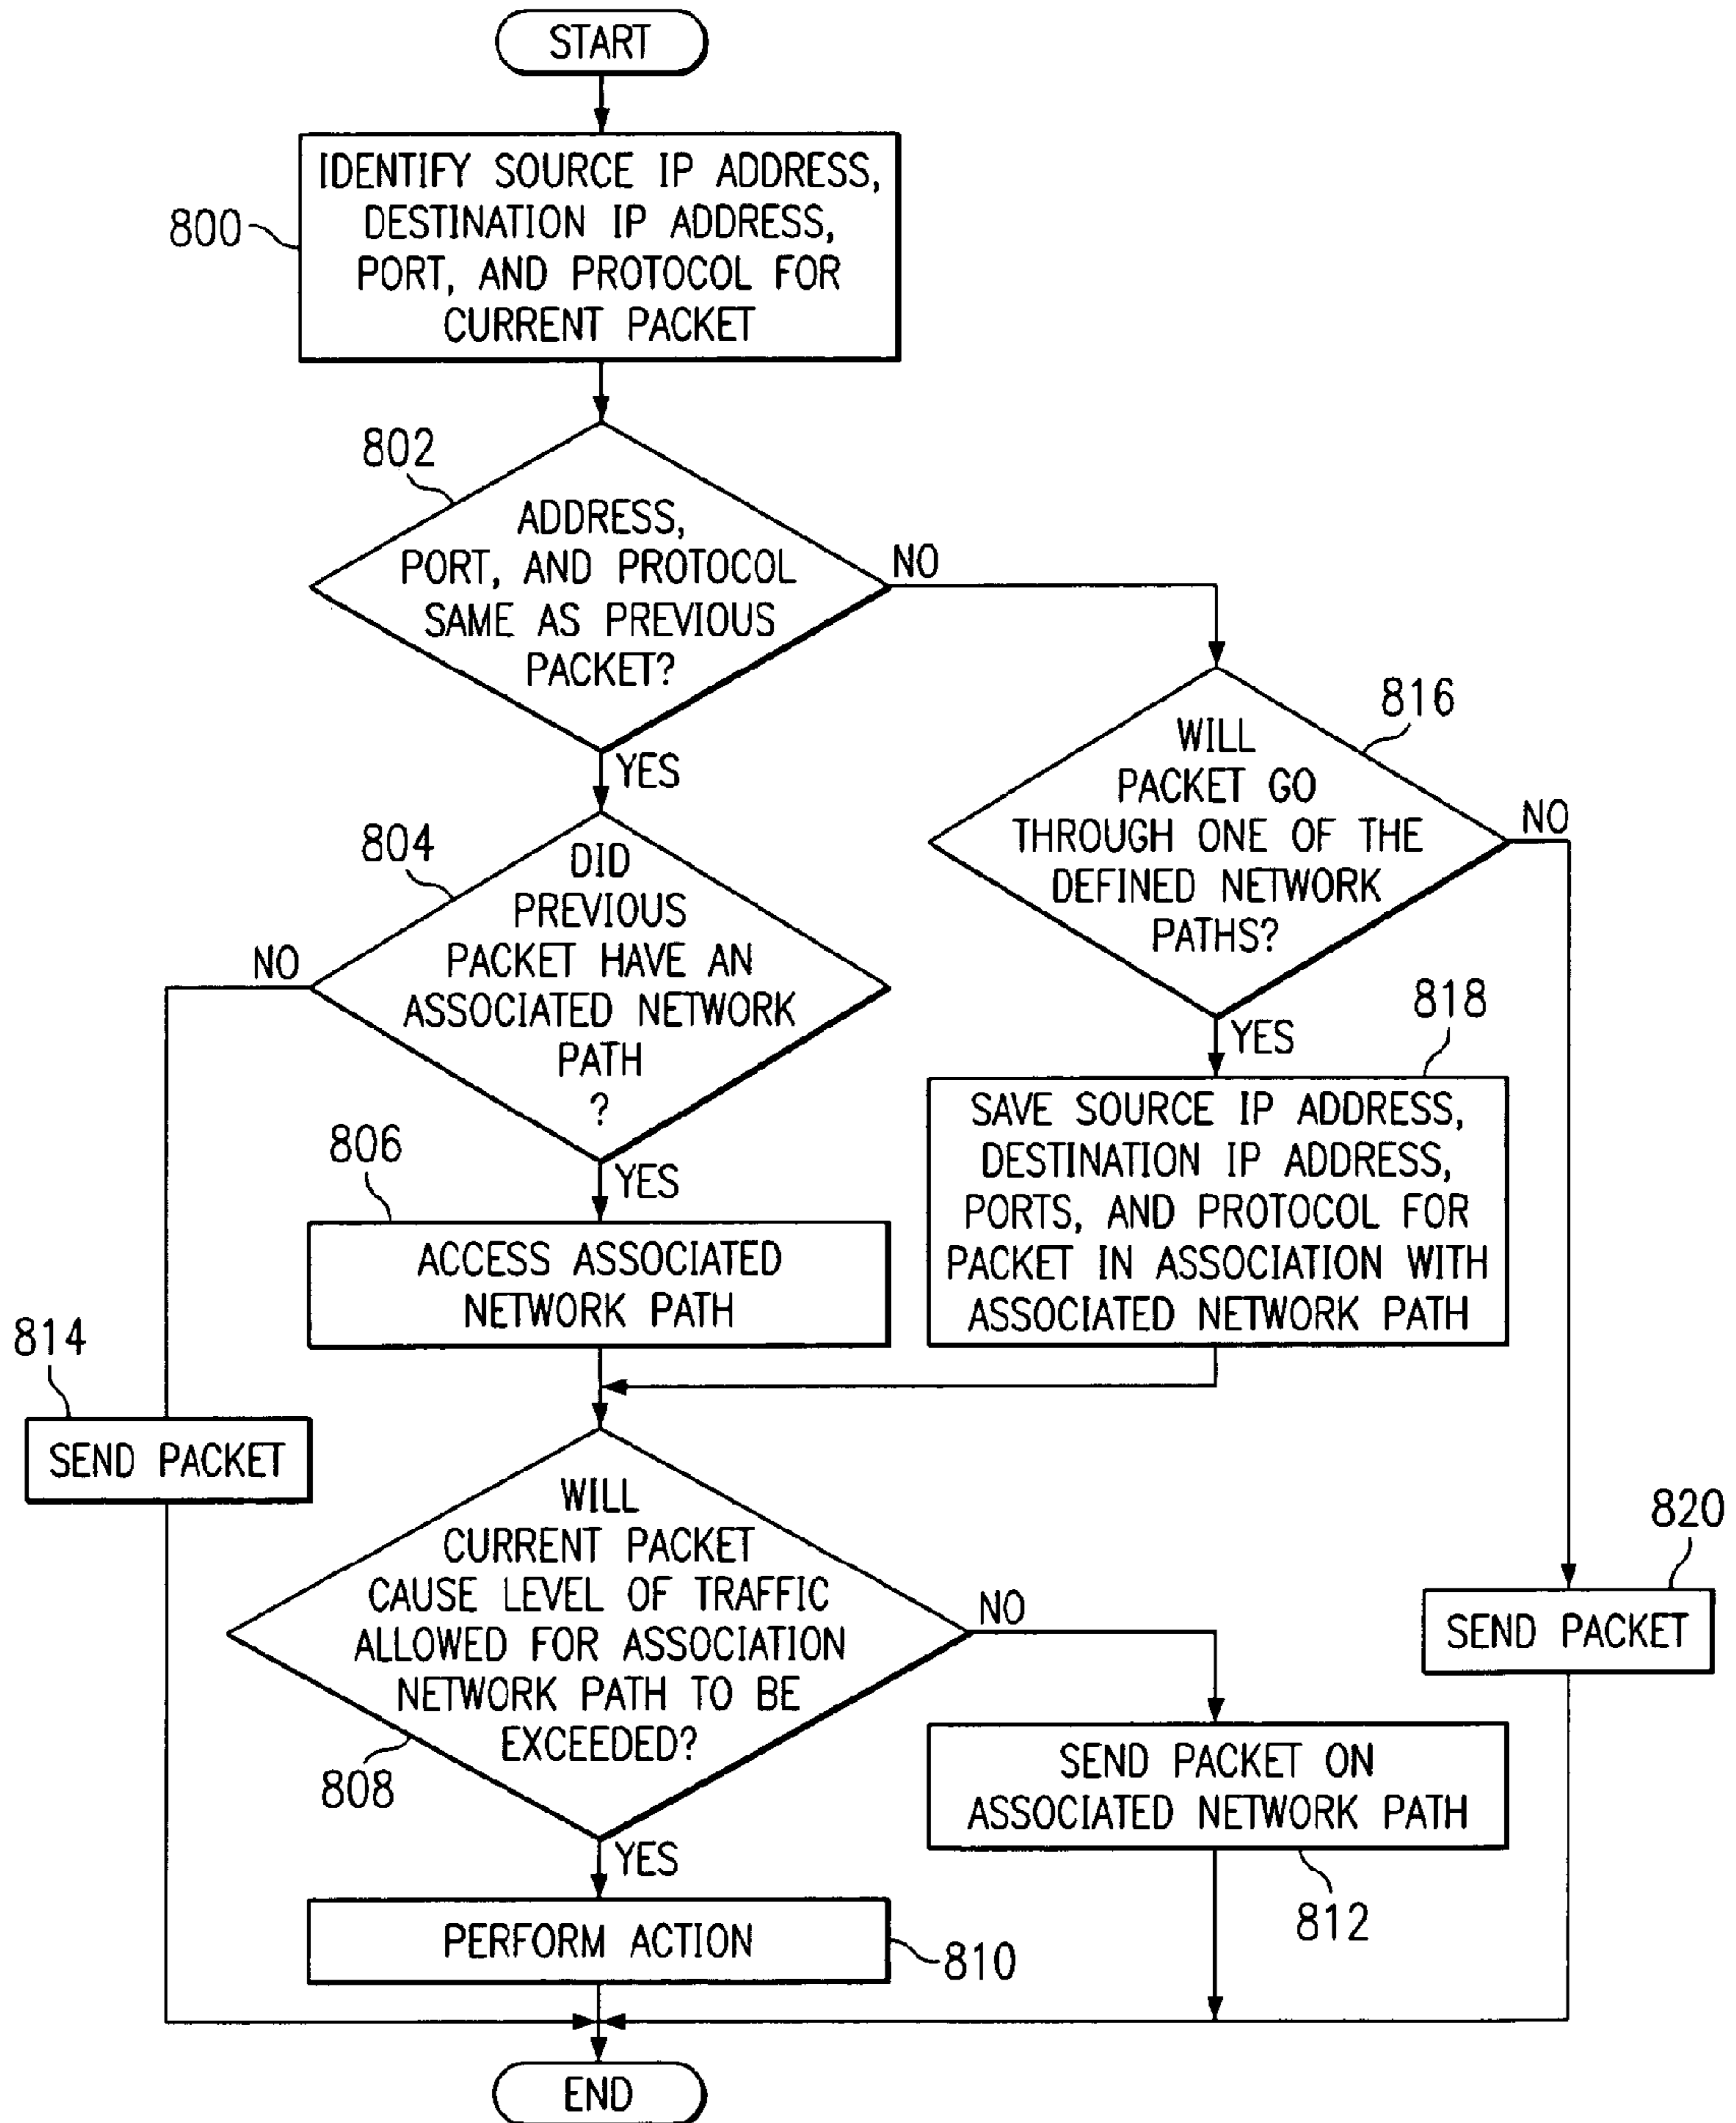 START
IDENTIFY SOURCE IP ADDRESS,
DESTINATION IP ADDRESS,
PORT, AND PROTOCOL FOR
CURRENT PACKET
800
802
ADDRESS,
PORT, AND PROTOCOL
SAME AS PREVIOUS
PACKET?
NO
YES
816
WILL
PACKET GO
THROUGH ONE OF THE
DEFINED NETWORK
PATHS?
NO
YES
804
DID
PREVIOUS
PACKET HAVE AN
ASSOCIATED NETWORK
PATH
?
NO
YES
818
SAVE SOURCE IP ADDRESS,
DESTINATION IP ADDRESS,
PORTS, AND PROTOCOL FOR
PACKET IN ASSOCIATION WITH
ASSOCIATED NETWORK PATH
806
ACCESS ASSOCIATED
NETWORK PATH
814
SEND PACKET
WILL
CURRENT PACKET
CAUSE LEVEL OF TRAFFIC
ALLOWED FOR ASSOCIATION
NETWORK PATH TO BE
EXCEEDED?
808
NO
YES
820
SEND PACKET
SEND PACKET ON
ASSOCIATED NETWORK PATH
812
PERFORM ACTION
810
END